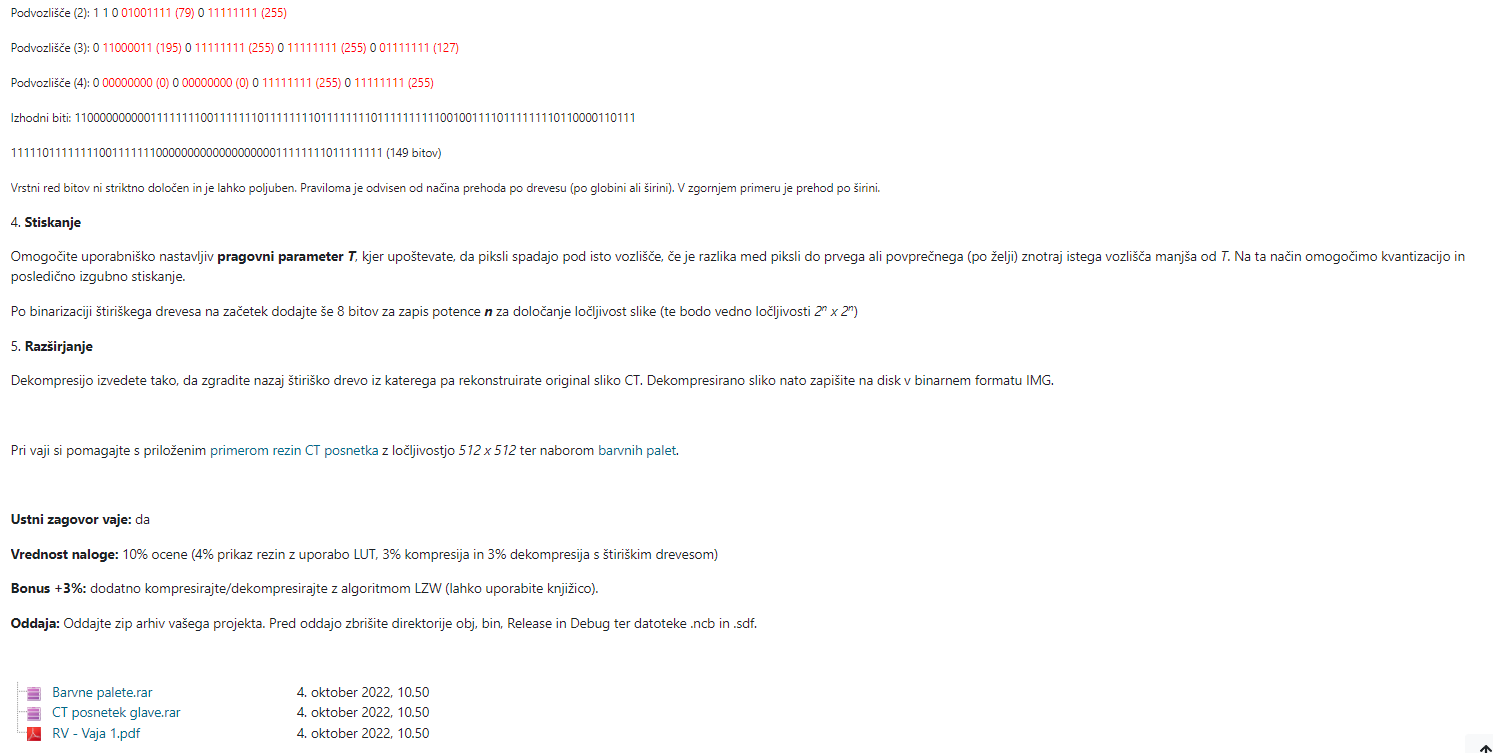 Podvozlišče (2): 1 1 0 01001111 (79) 0 11111111 (255)
Podvozlišče (3): 0 11000011 (195) 0 11111111 (255) 0 11111111 (255) 0 01111111 (127)
Podvozlišče (4): 0 00000000 (0) 0 00000000 (0) 0 11111111 (255) 0 11111111 (255)
Izhodni biti:
(149 bitov)
Vrstni red bitov ni striktno določen in je lahko poljuben. Praviloma je odvisen od načina prehoda po drevesu (po globini ali širini). V zgornjem primeru je prehod po širini.
4. Stiskanje
Omogočite uporabniško nastavljiv pragovni parameter T, kjer upoštevate, da piksli spadajo pod isto vozlišče, če je razlika med piksli do prvega ali povprečnega (po želji) znotraj istega vozlišča manjša od T. Na ta način omogočimo kvantizacijo in
posledično izgubno stiskanje.
Po binarizaciji štiriškega drevesa na začetek dodajte še 8 bitov za zapis potence n za določanje ločljivost slike (te bodo vedno ločljivosti 2ⁿ x 2ⁿ)
5. Razširjanje
Dekompresijo izvedete tako, da zgradite nazaj štiriško drevo iz katerega pa rekonstruirate original sliko CT. Dekompresirano sliko nato zapišite na disk v binarnem formatu IMG.
Pri vaji si pomagajte s priloženim primerom rezin CT posnetka z ločljivostjo 512 x 512 ter naborom barvnih palet.
Ustni zagovor vaje: da
Vrednost naloge: 10% ocene (4% prikaz rezin z uporabo LUT, 3% kompresija in 3% dekompresija s štiriškim drevesom)
Bonus +3%: dodatno kompresirajte/dekompresirajte z algoritmom LZW (lahko uporabite knjižico).
Oddaja: Oddajte zip arhiv vašega projekta. Pred oddajo zbrišite direktorije obj, bin, Release in Debug ter datoteke .ncb in .sdf.
Barvne palete.rar 4. oktober 2022, 10.50
CT posnetek glave.rar 4. oktober 2022, 10.50
RV - Vaja 1.pdf 4. oktober 2022, 10.50